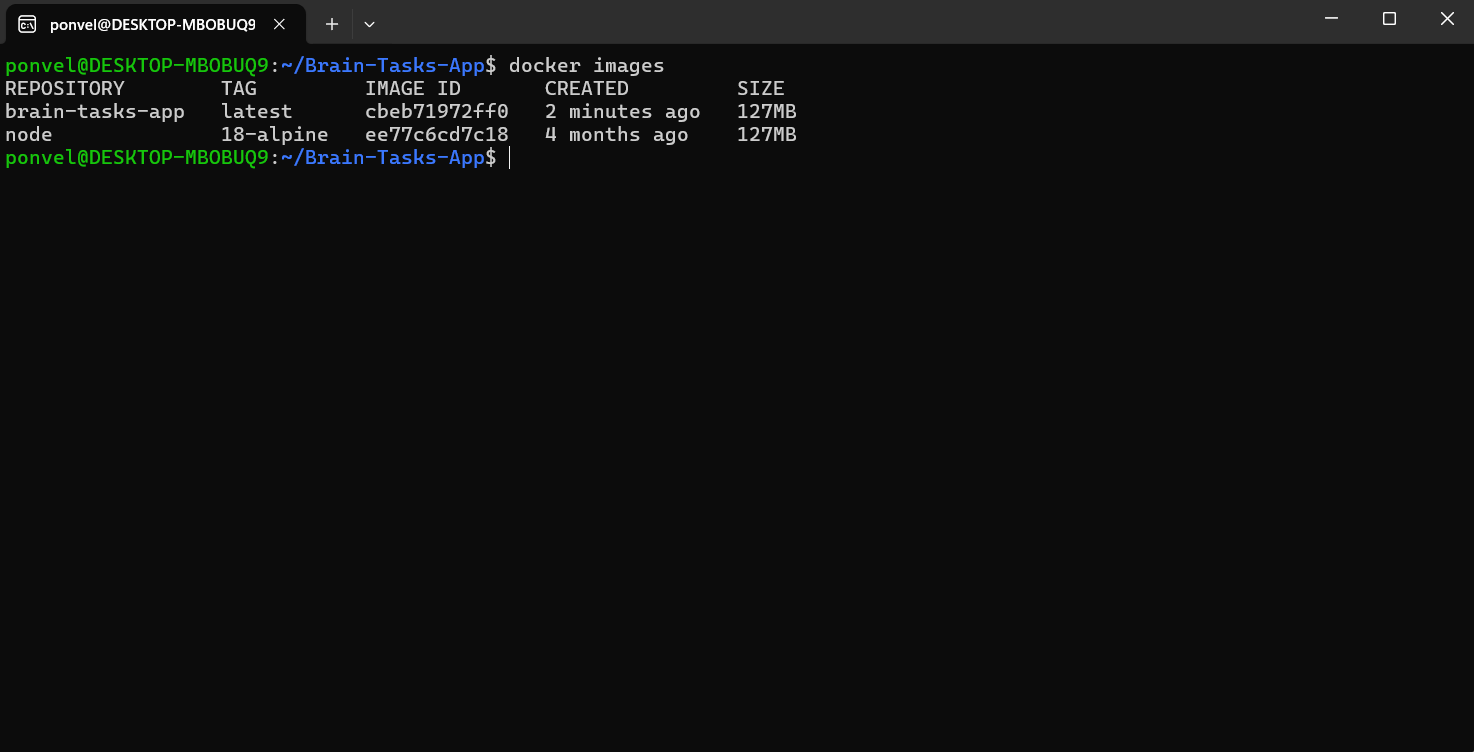 ponvel@DESKTOP-MBOBUQ9
ponvel@DESKTOP-MBOBUQ9:~/Brain-Tasks-App$ docker images
REPOSITORY        TAG         IMAGE ID       CREATED         SIZE
brain-tasks-app   latest      cbeb71972ff0   2 minutes ago   127MB
node              18-alpine   ee77c6cd7c18   4 months ago    127MB
ponvel@DESKTOP-MBOBUQ9:~/Brain-Tasks-App$